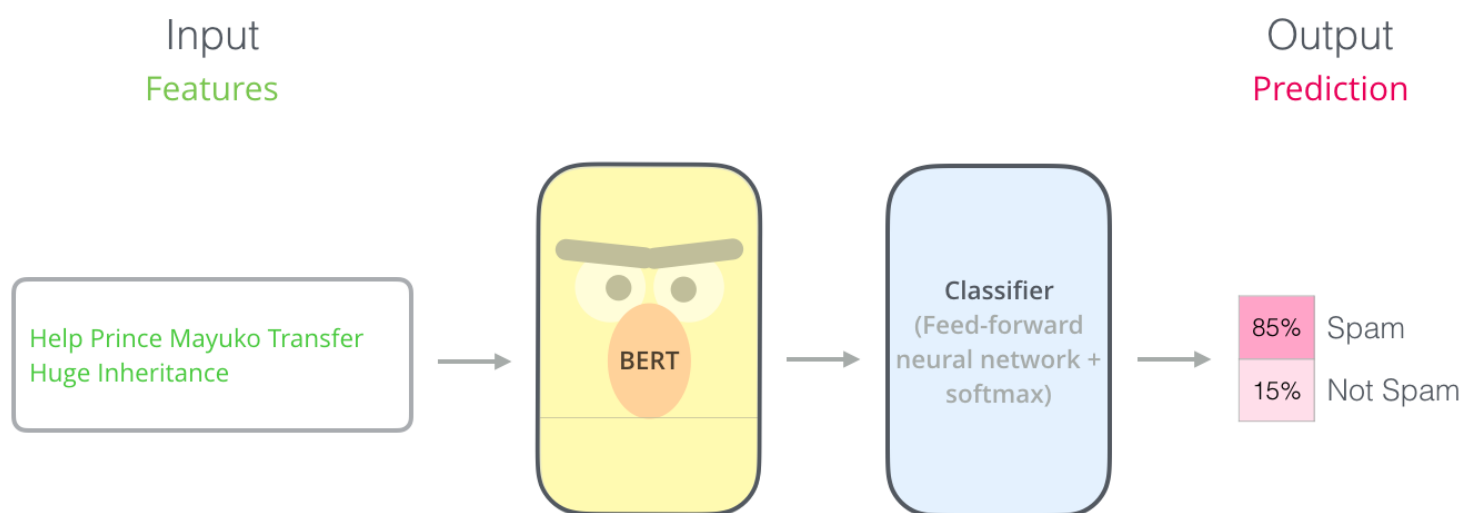 Input
Features
Output
Prediction
Help Prince Mayuko Transfer
Huge Inheritance
BERT
Classifier
(Feed-forward
neural network +
softmax)
85% Spam
15% Not Spam